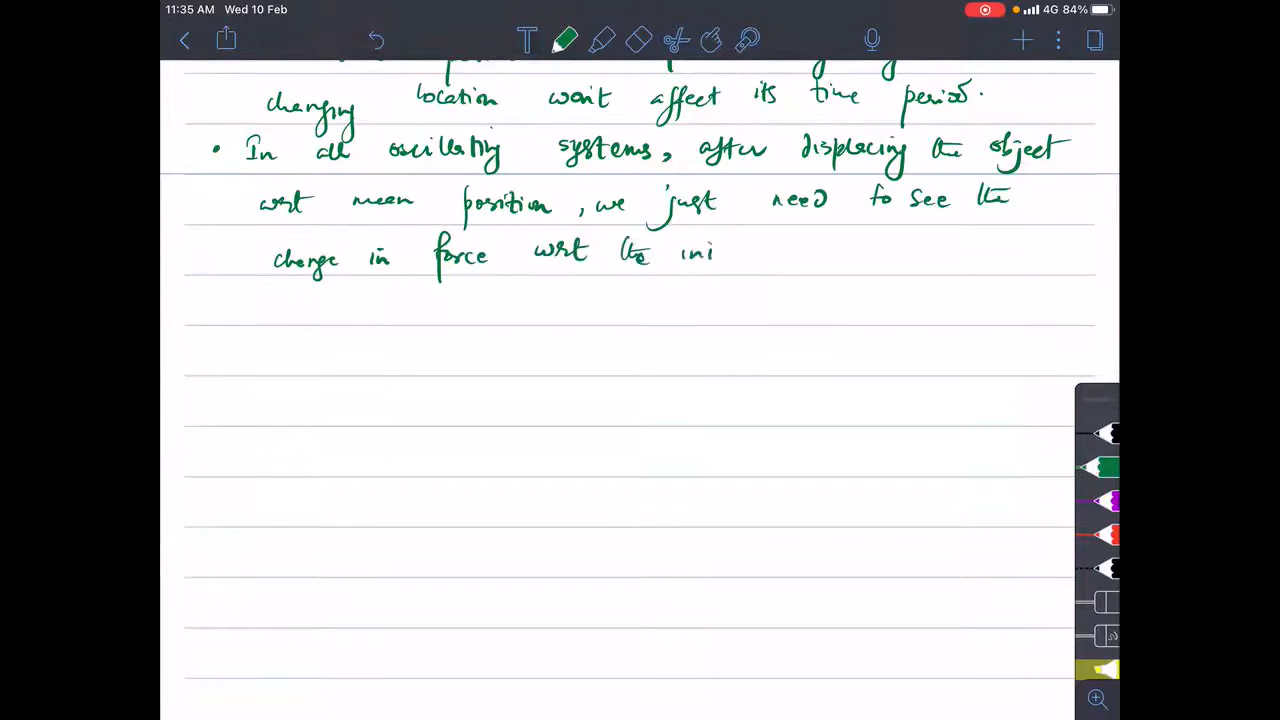 11:35 AM Wed 10 Feb 4G 84%
changing location won't affect its time period.
• In all oscillating systems, after displacing the object
wrt mean position, we just need to see the
change in force wrt the ini